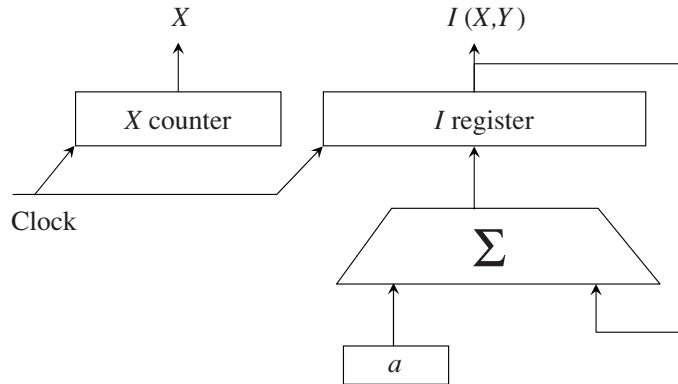 X
I (X,Y)
X counter
I register
Clock
Σ
a